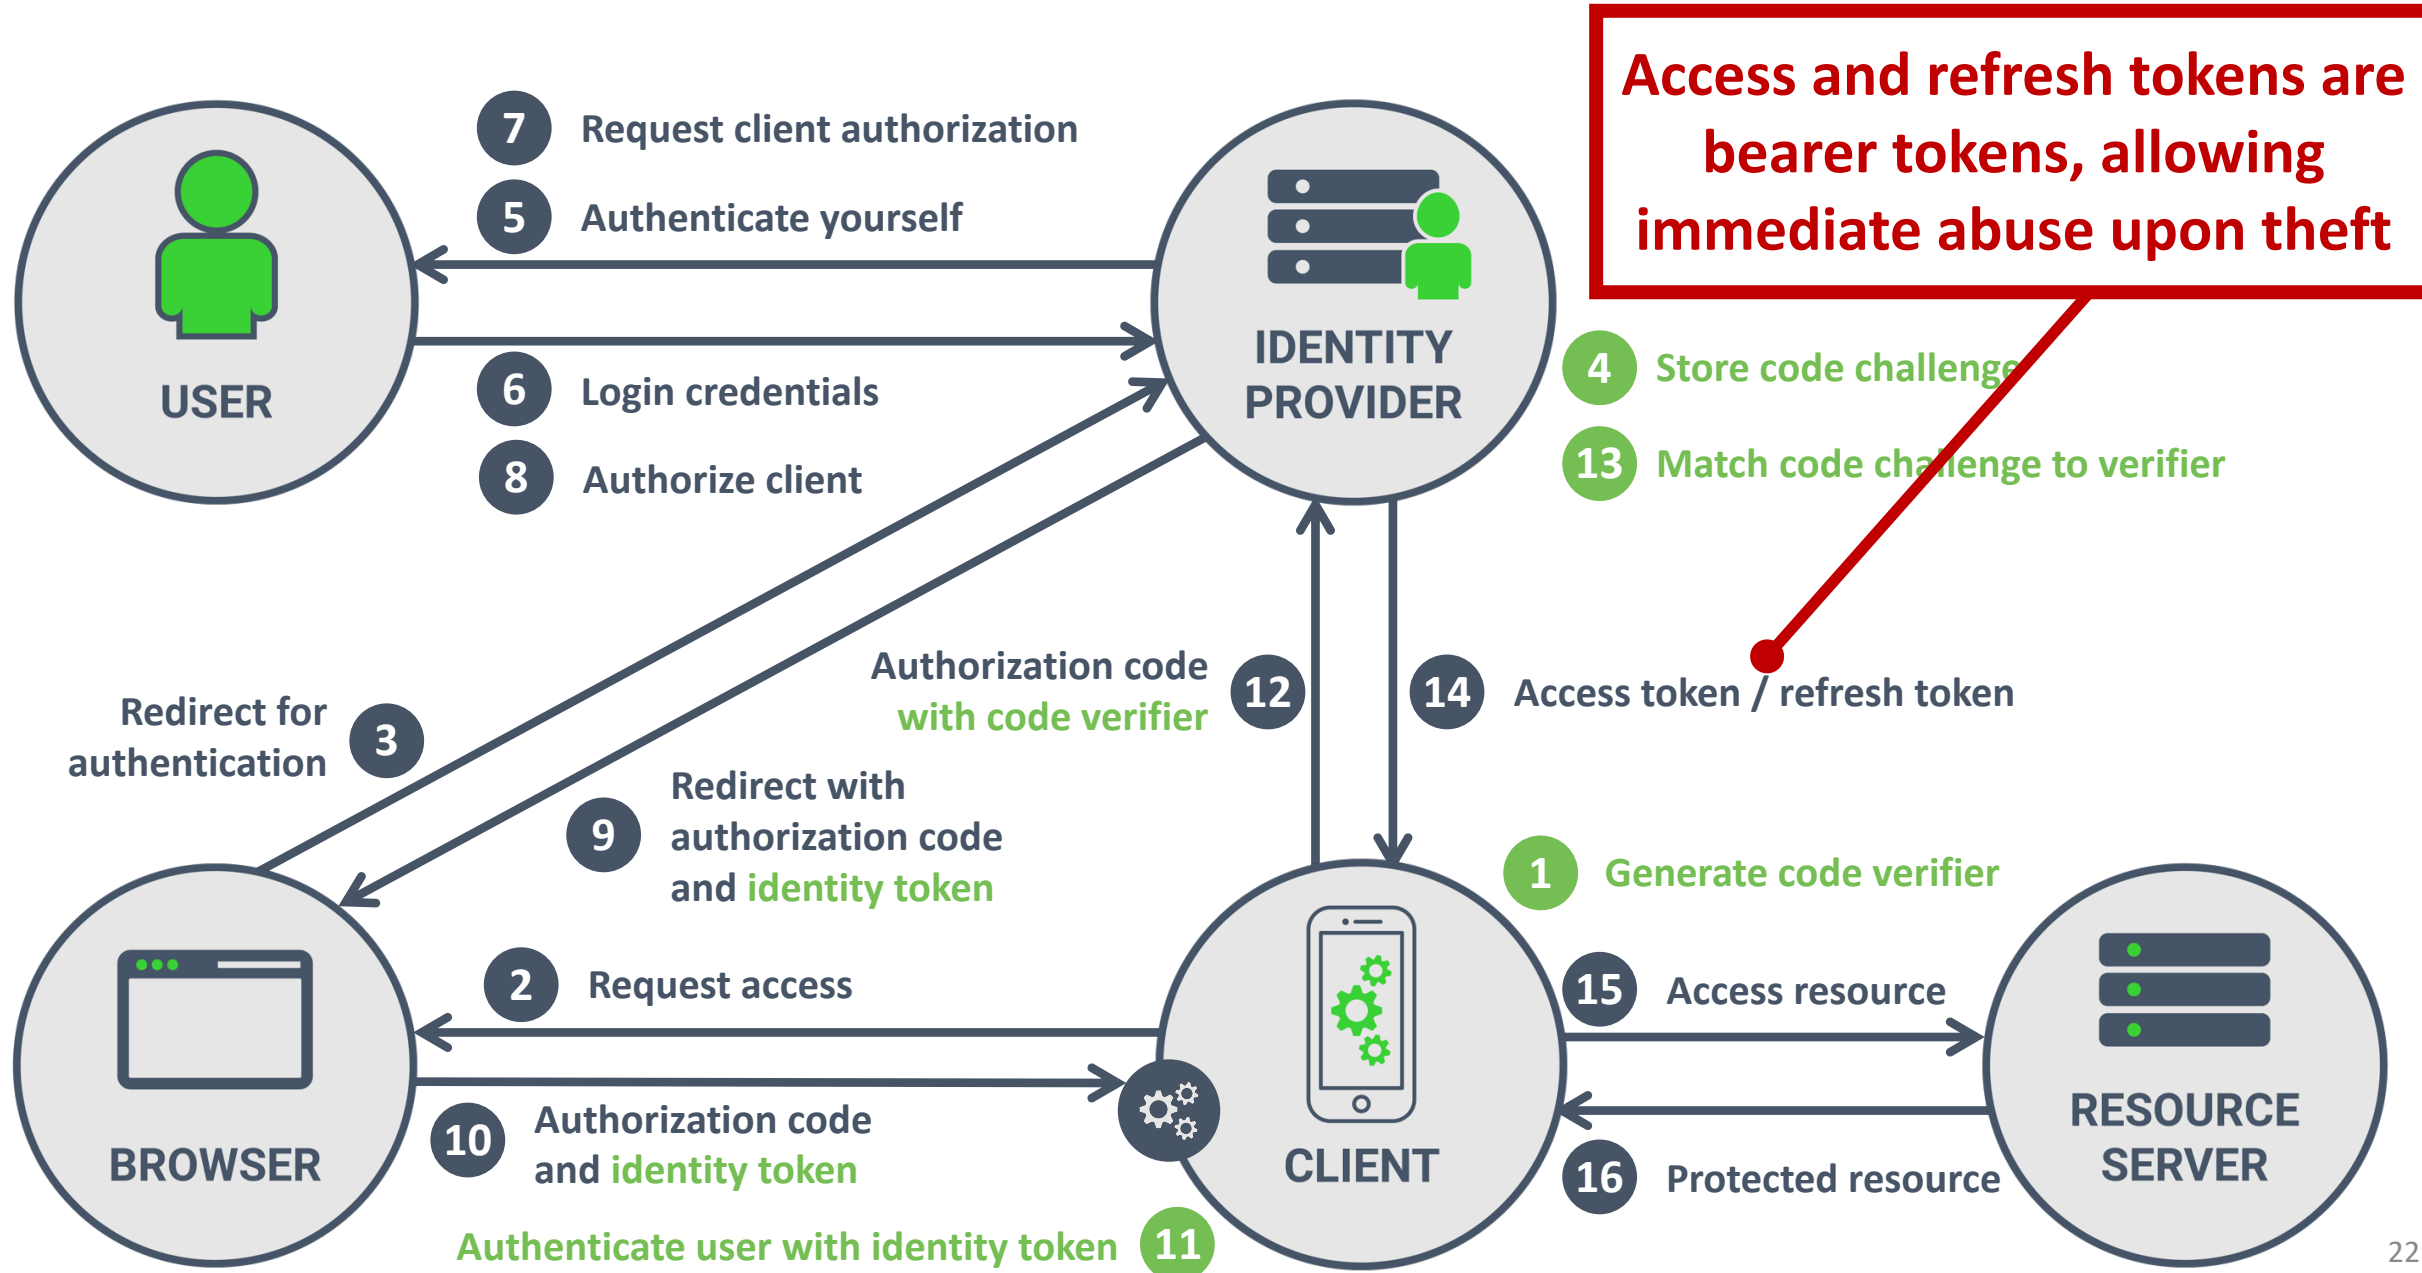 Access and refresh tokens are
bearer tokens, allowing
immediate abuse upon theft
7 Request client authorization
5 Authenticate yourself
6 Login credentials
8 Authorize client
USER
IDENTITY
PROVIDER
4 Store code challenge
13 Match code challenge to verifier
Redirect for
authentication
3
Authorization code
with code verifier
12
14 Access token / refresh token
9
Redirect with
authorization code
and identity token
1 Generate code verifier
2 Request access
15 Access resource
10
Authorization code
and identity token
BROWSER
CLIENT
RESOURCE
SERVER
16 Protected resource
Authenticate user with identity token 11
22